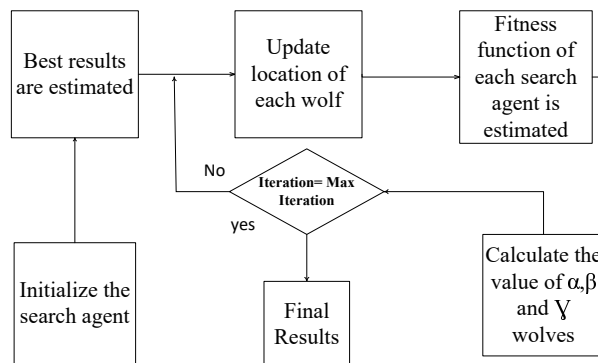 Best results
are estimated
Update
location of
each wolf
Fitness
function of
each search
agent is
estimated
No
Iteration= Max
Iteration
yes
Initialize the
search agent
Final
Results
Calculate the
value of α,β
and Ɣ
wolves